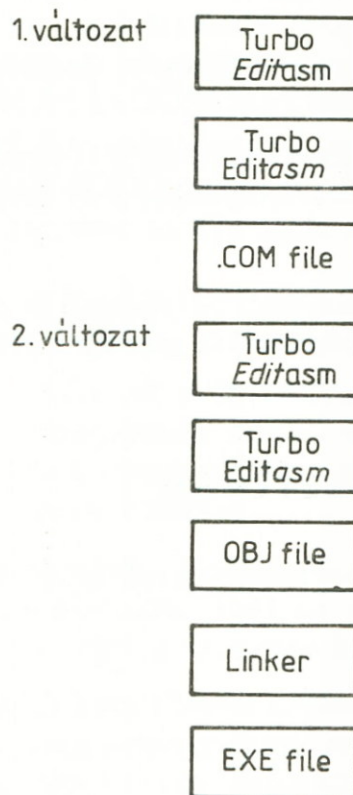 1. változat
Turbo
Editasm
Turbo
Editasm
.COM file
2. változat
Turbo
Editasm
Turbo
Editasm
OBJ file
Linker
EXE file